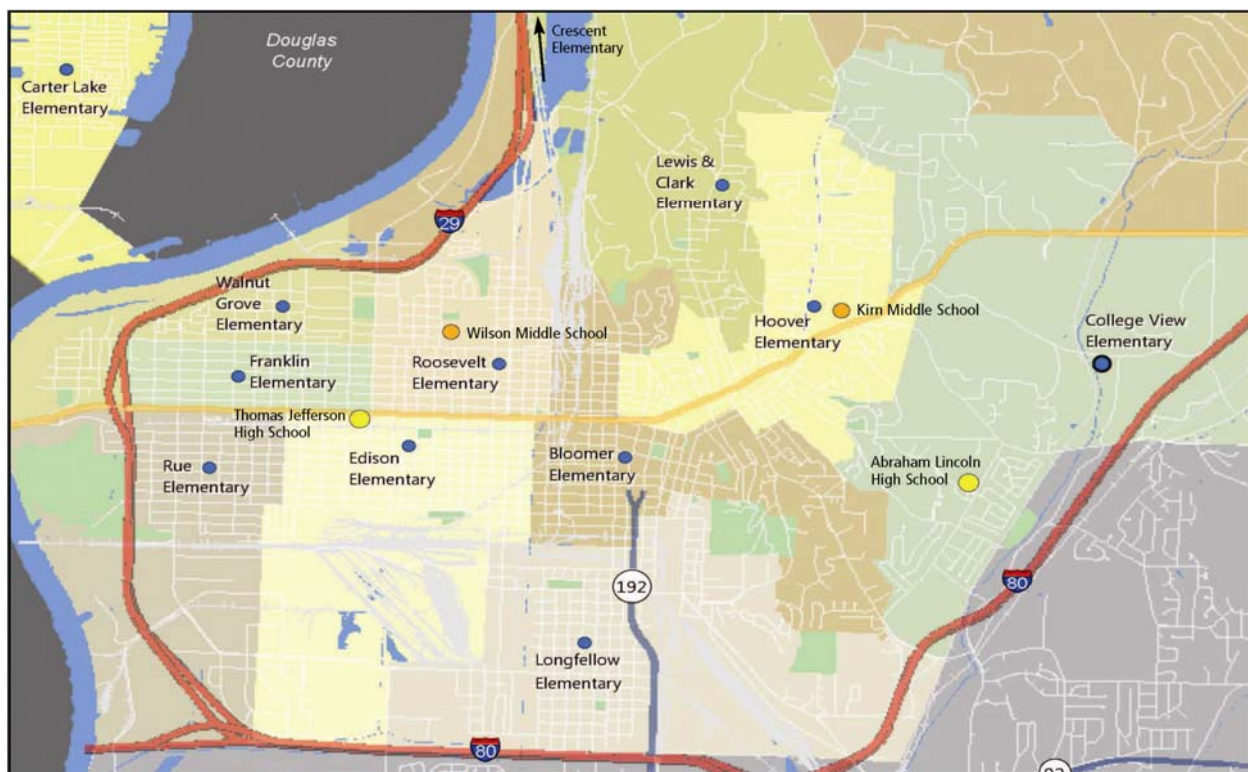 Crescent
Elementary
Douglas
County
Carter Lake
Elementary
Lewis &
Clark
Elementary
29
Walnut
Grove
Elementary
Wilson Middle School
Hoover
Elementary
Kirn Middle School
College View
Elementary
Franklin
Elementary
Roosevelt
Elementary
Thomas Jefferson
High School
Edison
Elementary
Bloomer
Elementary
Rue
Elementary
Abraham Lincoln
High School
192
80
Longfellow
Elementary
80
92